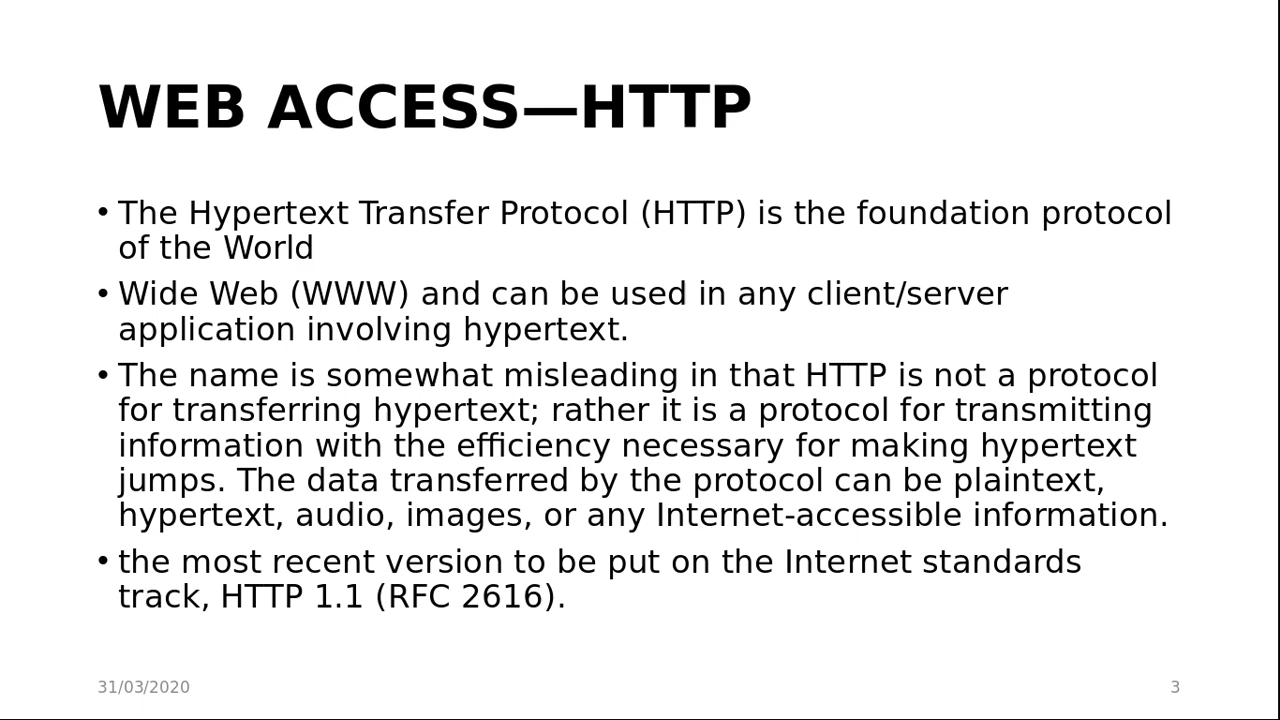 WEB ACCESS—HTTP
• The Hypertext Transfer Protocol (HTTP) is the foundation protocol
of the World
• Wide Web (WWW) and can be used in any client/server
application involving hypertext.
• The name is somewhat misleading in that HTTP is not a protocol
for transferring hypertext; rather it is a protocol for transmitting
information with the efficiency necessary for making hypertext
jumps. The data transferred by the protocol can be plaintext,
hypertext, audio, images, or any Internet-accessible information.
• the most recent version to be put on the Internet standards
track, HTTP 1.1 (RFC 2616).
31/03/2020
3